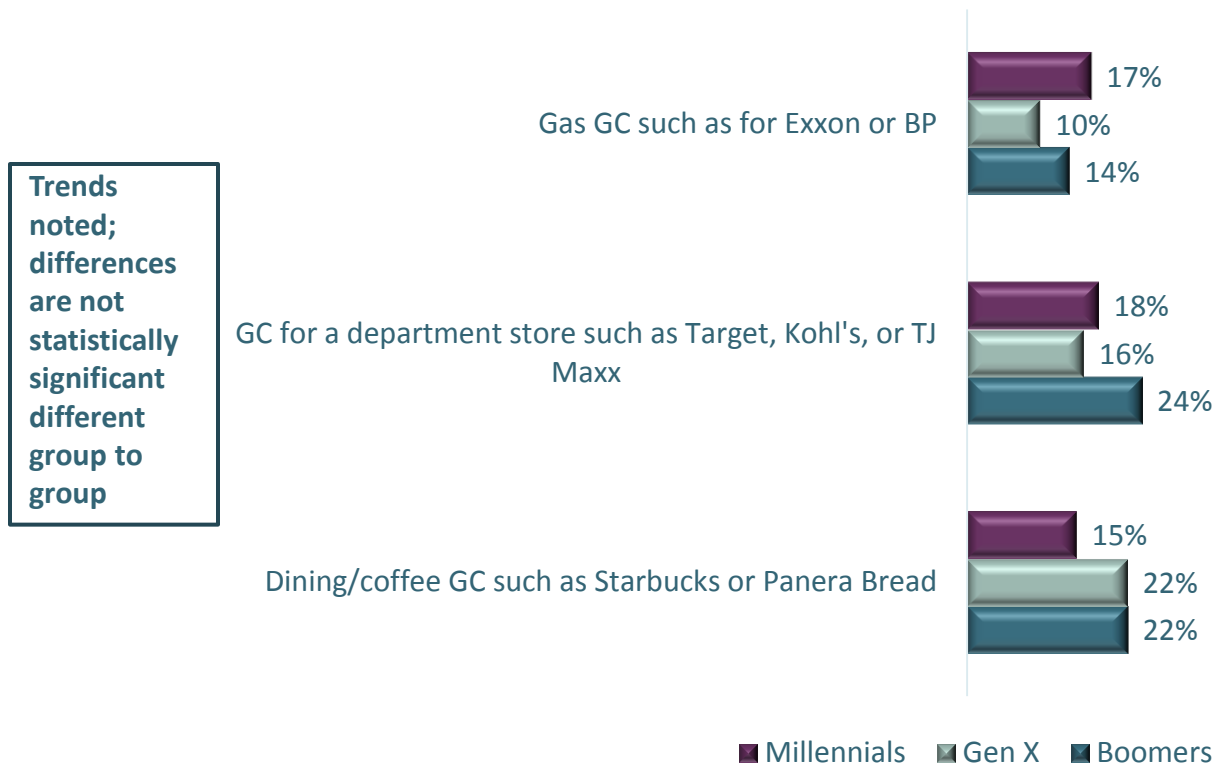 Trends
noted;
differences
are not
statistically
significant
different
group to
group
Gas GC such as for Exxon or BP
17%
10%
14%
GC for a department store such as Target, Kohl's, or TJ
Maxx
18%
16%
24%
Dining/coffee GC such as Starbucks or Panera Bread
15%
22%
22%
Millennials Gen X Boomers